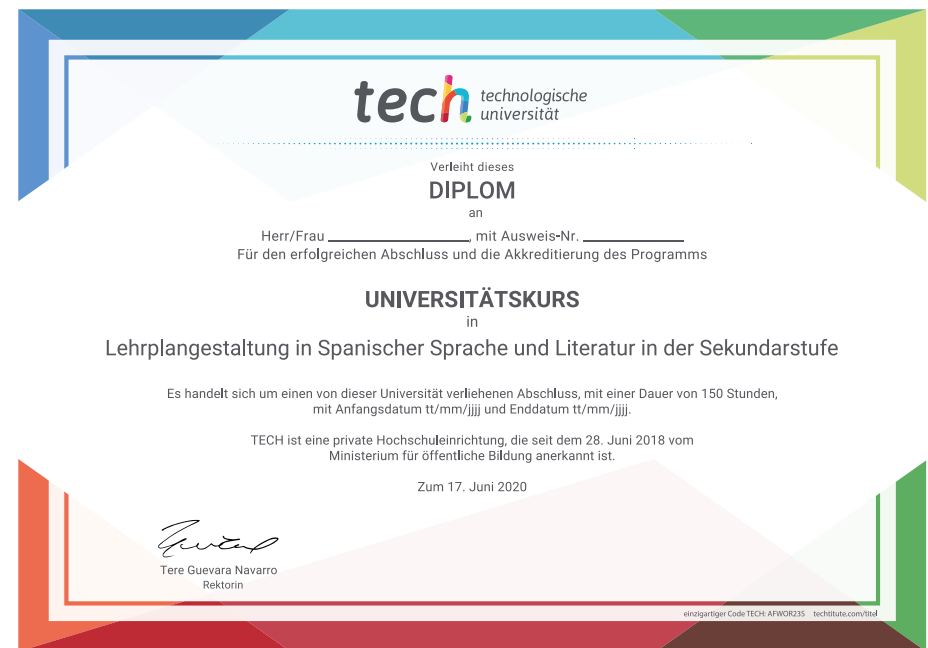 tech technologische
universität
Verleiht dieses
DIPLOM
an
Herr/Frau ____________________, mit Ausweis-Nr. ______________
Für den erfolgreichen Abschluss und die Akkreditierung des Programms
UNIVERSITÄTSKURS
in
Lehrplangestaltung in Spanischer Sprache und Literatur in der Sekundarstufe
Es handelt sich um einen von dieser Universität verliehenen Abschluss, mit einer Dauer von 150 Stunden,
mit Anfangsdatum tt/mm/jjjj und Enddatum tt/mm/jjjj.
TECH ist eine private Hochschuleinrichtung, die seit dem 28. Juni 2018 vom
Ministerium für öffentliche Bildung anerkannt ist.
Zum 17. Juni 2020
Tere Guevara Navarro
Rektorin
einzigartiger Code TECH: AFWOR23S techtitute.com/titel